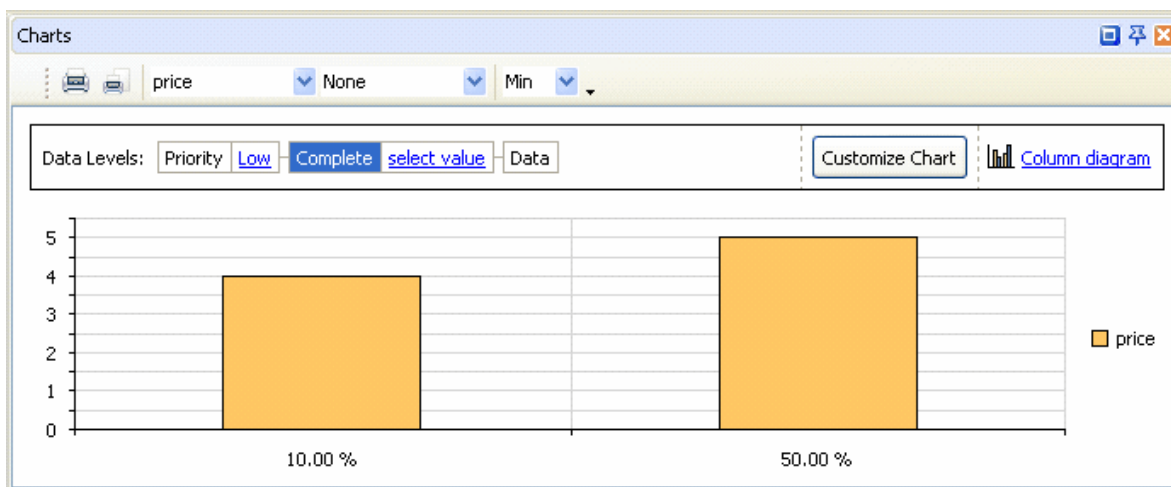 Charts
price None Min
Data Levels: Priority Low Complete select value Data Customize Chart Column diagram
5
4
3
2
1
0
price
10.00 % 50.00 %